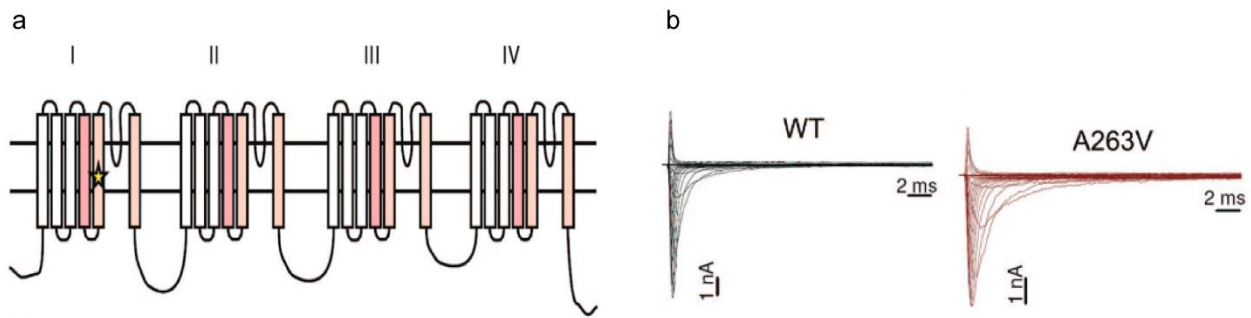 a
I II III IV
b
WT
2 ms
1 nA
A263V
2 ms
1 nA